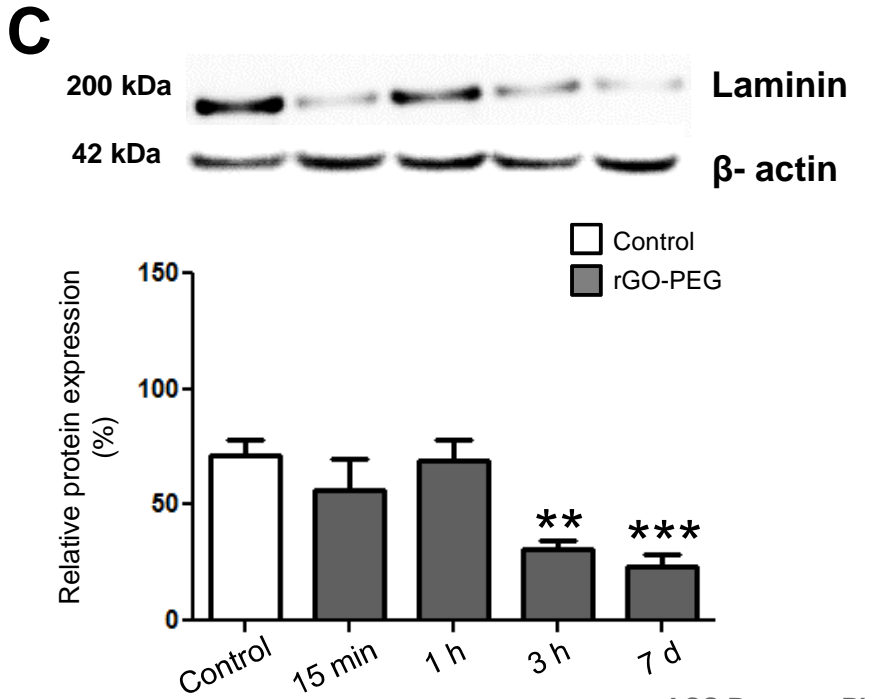 C
200 kDa
Laminin
42 kDa
β- actin
Control
rGO-PEG
Relative protein expression
(%)
150
100
50
0
**
***
Control
15 min
1 h
3 h
7 d